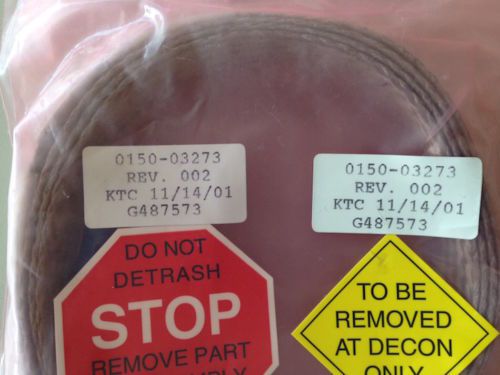 0150-03273
REV. 002
KTC 11/14/01
G487573
0150-03273
REV. 002
KTC 11/14/01
G487573
DO NOT
DETRASH
STOP
REMOVE PART
TO BE
REMOVED
AT DECON
ONLY